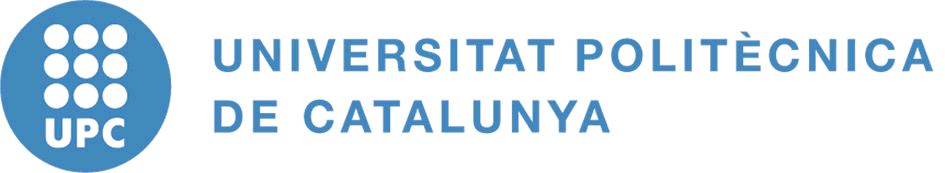 UPC
UNIVERSITAT POLITÈCNICA
DE CATALUNYA